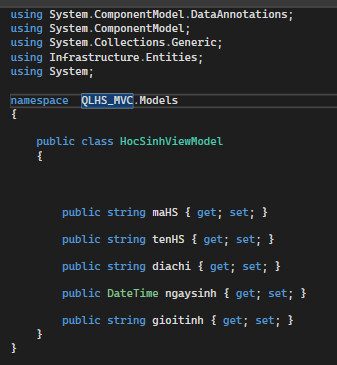 using System.ComponentModel.DataAnnotations;
using System.ComponentModel;
using System.Collections.Generic;
using Infrastructure.Entities;
using System;
namespace  QLHS_MVC.Models
{
public class HocSinhViewModel
{
public string maHS { get; set; }
public string tenHS { get; set; }
public string diachi { get; set; }
public DateTime ngaysinh { get; set; }
public string gioitinh { get; set; }
}
}